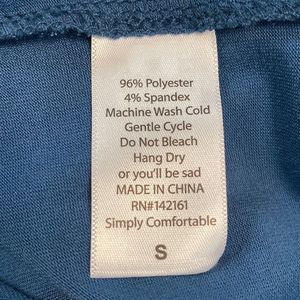 96% Polyester
4% Spandex
Machine Wash Cold
Gentle Cycle
Do Not Bleach
Hang Dry
or you'll be sad
MADE IN CHINA
RN#142161
Simply Comfortable
S